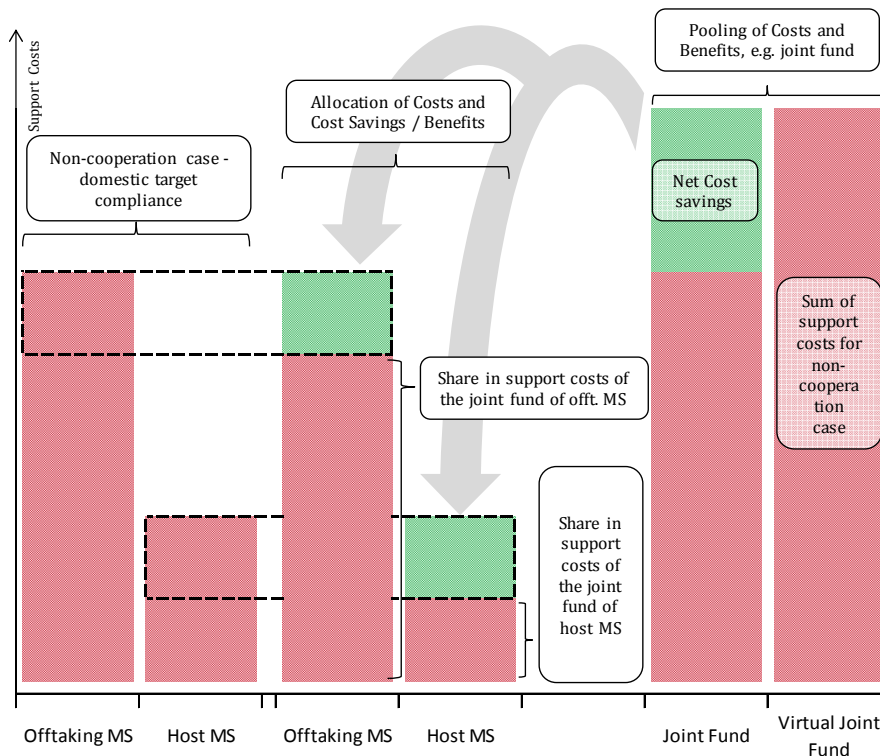 Support Costs
Pooling of Costs and
Benefits, e.g. joint fund
Allocation of Costs and
Cost Savings / Benefits
Non-cooperation case -
domestic target
compliance
Net Cost
savings
Sum of
support
costs for
non-
coopera
tion
case
Share in support costs of
the joint fund of offt. MS
Share in
support
costs of
the joint
fund of
host MS
Offtaking MS
Host MS
Offtaking MS
Host MS
Joint Fund
Virtual Joint
Fund